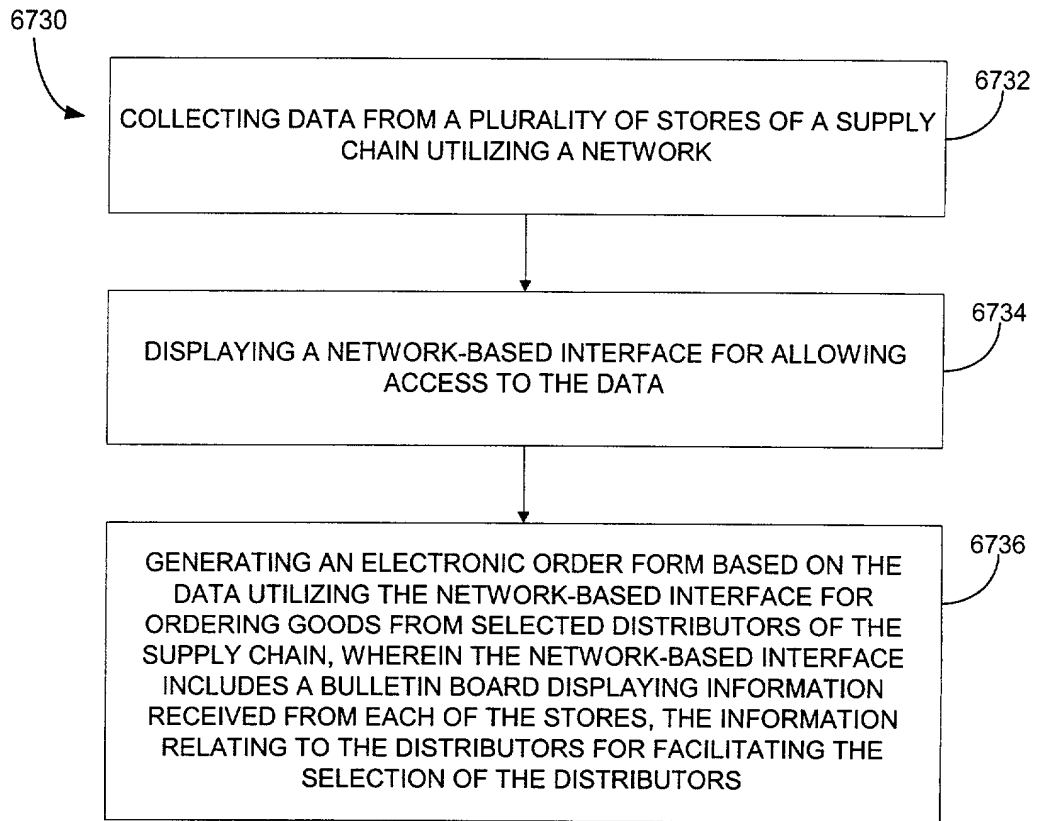 6730
6732
COLLECTING DATA FROM A PLURALITY OF STORES OF A SUPPLY
CHAIN UTILIZING A NETWORK
6734
DISPLAYING A NETWORK-BASED INTERFACE FOR ALLOWING
ACCESS TO THE DATA
6736
GENERATING AN ELECTRONIC ORDER FORM BASED ON THE
DATA UTILIZING THE NETWORK-BASED INTERFACE FOR
ORDERING GOODS FROM SELECTED DISTRIBUTORS OF THE
SUPPLY CHAIN, WHEREIN THE NETWORK-BASED INTERFACE
INCLUDES A BULLETIN BOARD DISPLAYING INFORMATION
RECEIVED FROM EACH OF THE STORES, THE INFORMATION
RELATING TO THE DISTRIBUTORS FOR FACILITATING THE
SELECTION OF THE DISTRIBUTORS